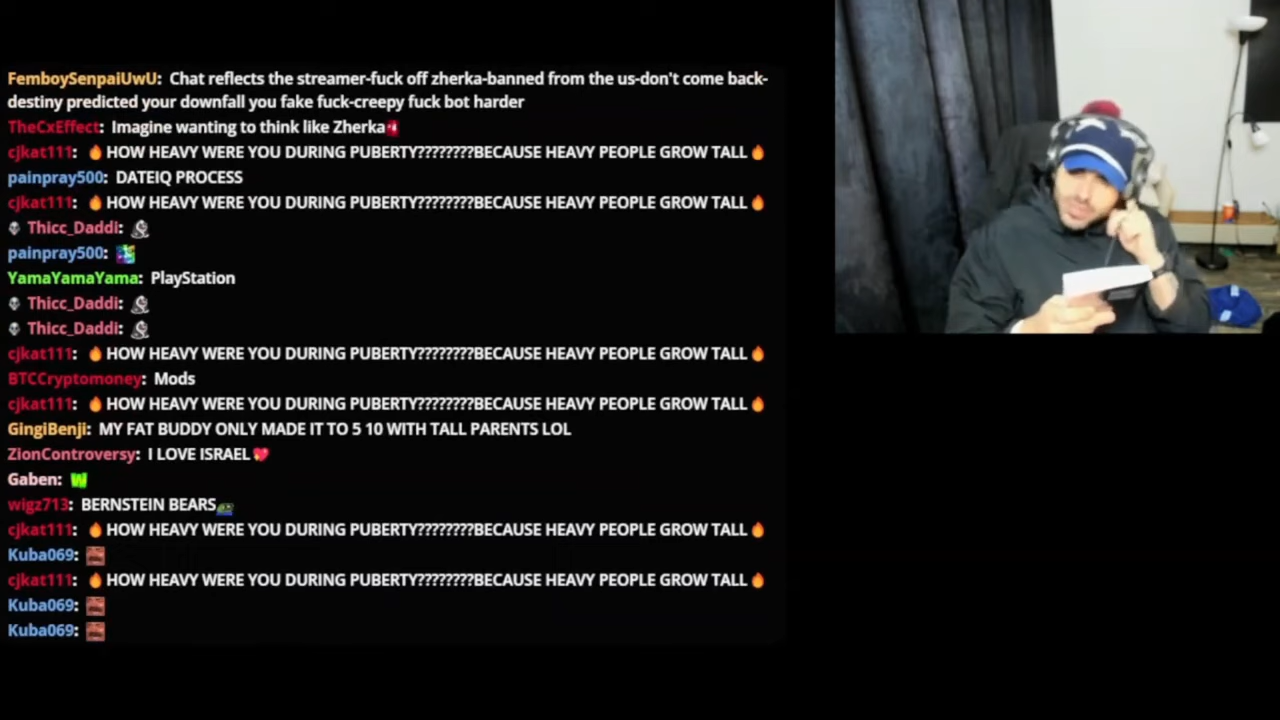 FemboySenpaiUwU: Chat reflects the streamer-fuck off zherka-banned from the us-don't come back-
destiny predicted your downfall you fake fuck-creepy fuck bot harder
TheCxEffect: Imagine wanting to think like Zherka
cjkat111: 🔥HOW HEAVY WERE YOU DURING PUBERTY????????BECAUSE HEAVY PEOPLE GROW TALL🔥
painpray500: DATEIQ PROCESS
cjkat111: 🔥HOW HEAVY WERE YOU DURING PUBERTY????????BECAUSE HEAVY PEOPLE GROW TALL🔥
Thicc_Daddi:
painpray500:
YamaYamaYama: PlayStation
Thicc_Daddi:
Thicc_Daddi:
cjkat111: 🔥HOW HEAVY WERE YOU DURING PUBERTY????????BECAUSE HEAVY PEOPLE GROW TALL🔥
BTCCryptomoney: Mods
cjkat111: 🔥HOW HEAVY WERE YOU DURING PUBERTY????????BECAUSE HEAVY PEOPLE GROW TALL🔥
GingiBenji: MY FAT BUDDY ONLY MADE IT TO 5 10 WITH TALL PARENTS LOL
ZionControversy: I LOVE ISRAEL💖
Gaben: W
wigz713: BERNSTEIN BEARS
cjkat111: 🔥HOW HEAVY WERE YOU DURING PUBERTY????????BECAUSE HEAVY PEOPLE GROW TALL🔥
Kuba069:
cjkat111: 🔥HOW HEAVY WERE YOU DURING PUBERTY????????BECAUSE HEAVY PEOPLE GROW TALL🔥
Kuba069:
Kuba069: